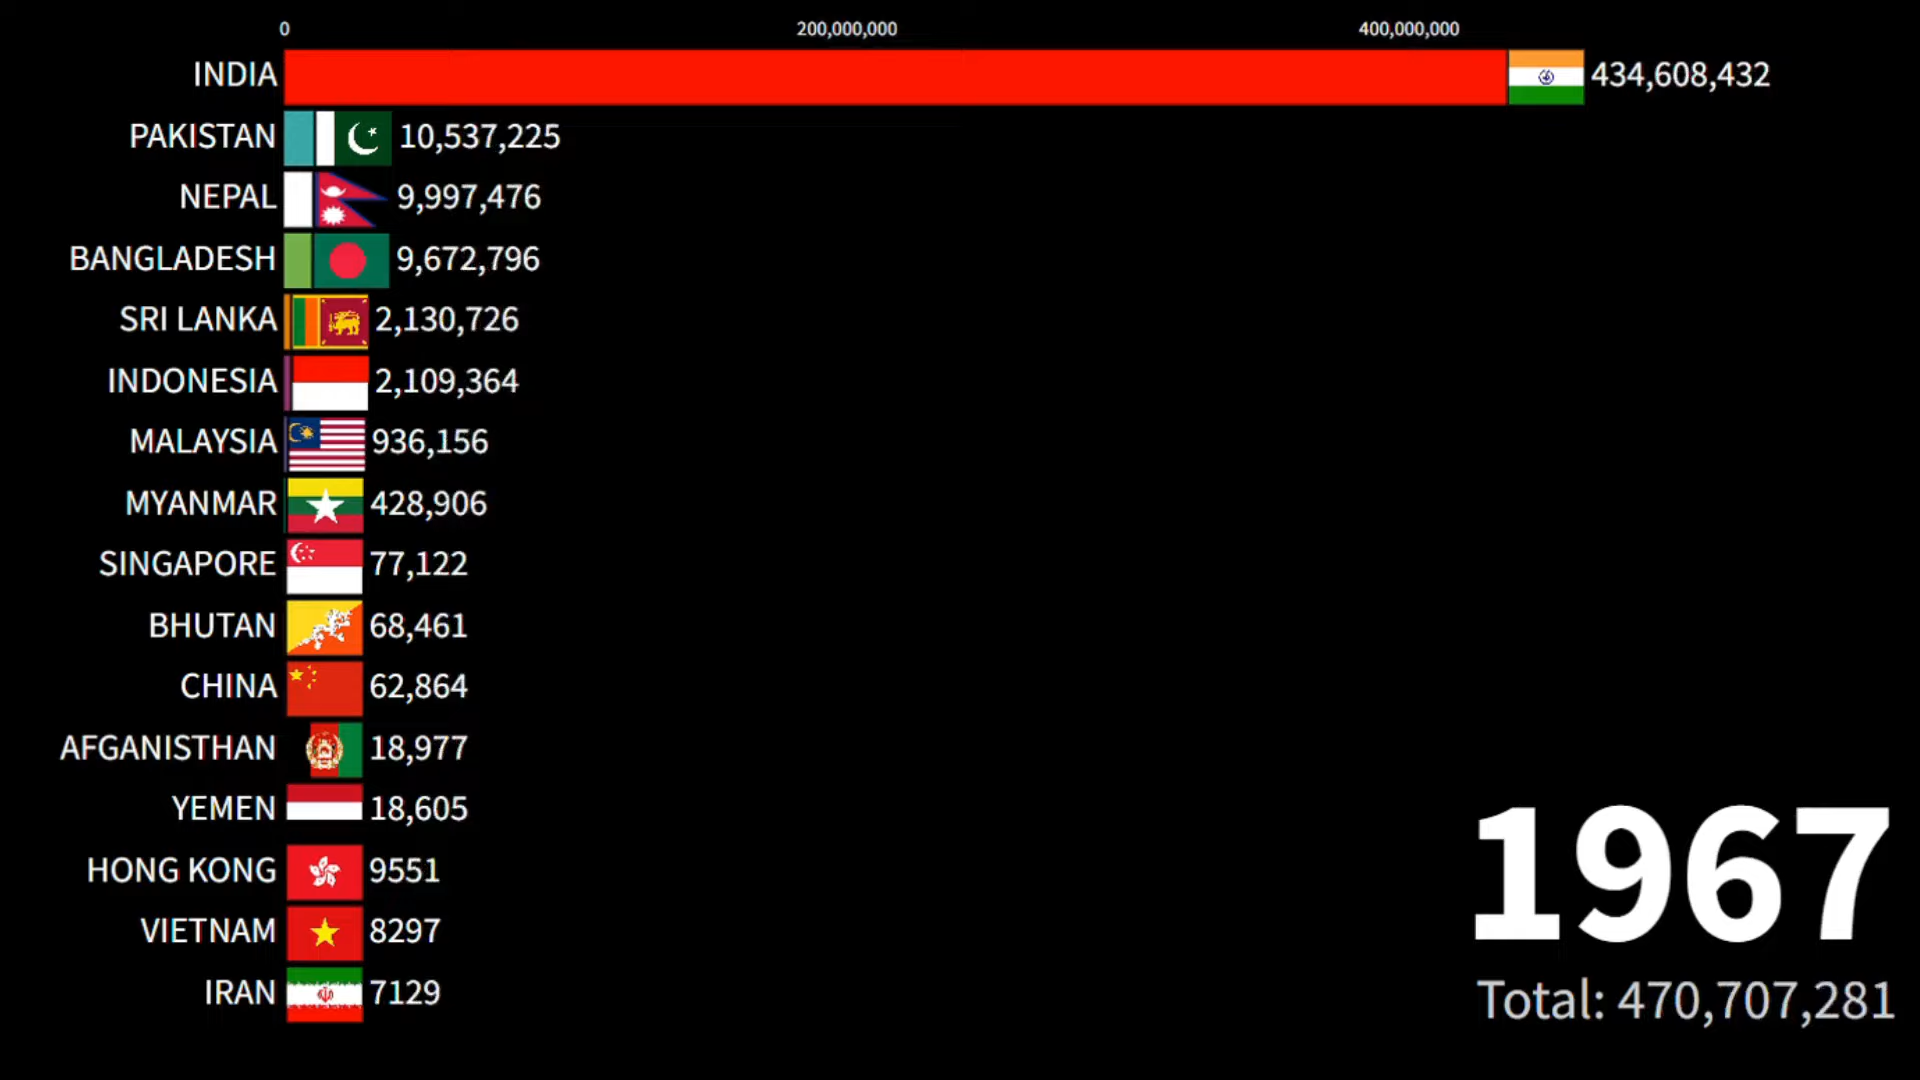 0 200,000,000 400,000,000
INDIA 434,608,432
PAKISTAN 10,537,225
NEPAL 9,997,476
BANGLADESH 9,672,796
SRI LANKA 2,130,726
INDONESIA 2,109,364
MALAYSIA 936,156
MYANMAR 428,906
SINGAPORE 77,122
BHUTAN 68,461
CHINA 62,864
AFGANISTHAN 18,977
YEMEN 18,605
HONG KONG 9551
VIETNAM 8297
IRAN 7129
1967
Total: 470,707,281